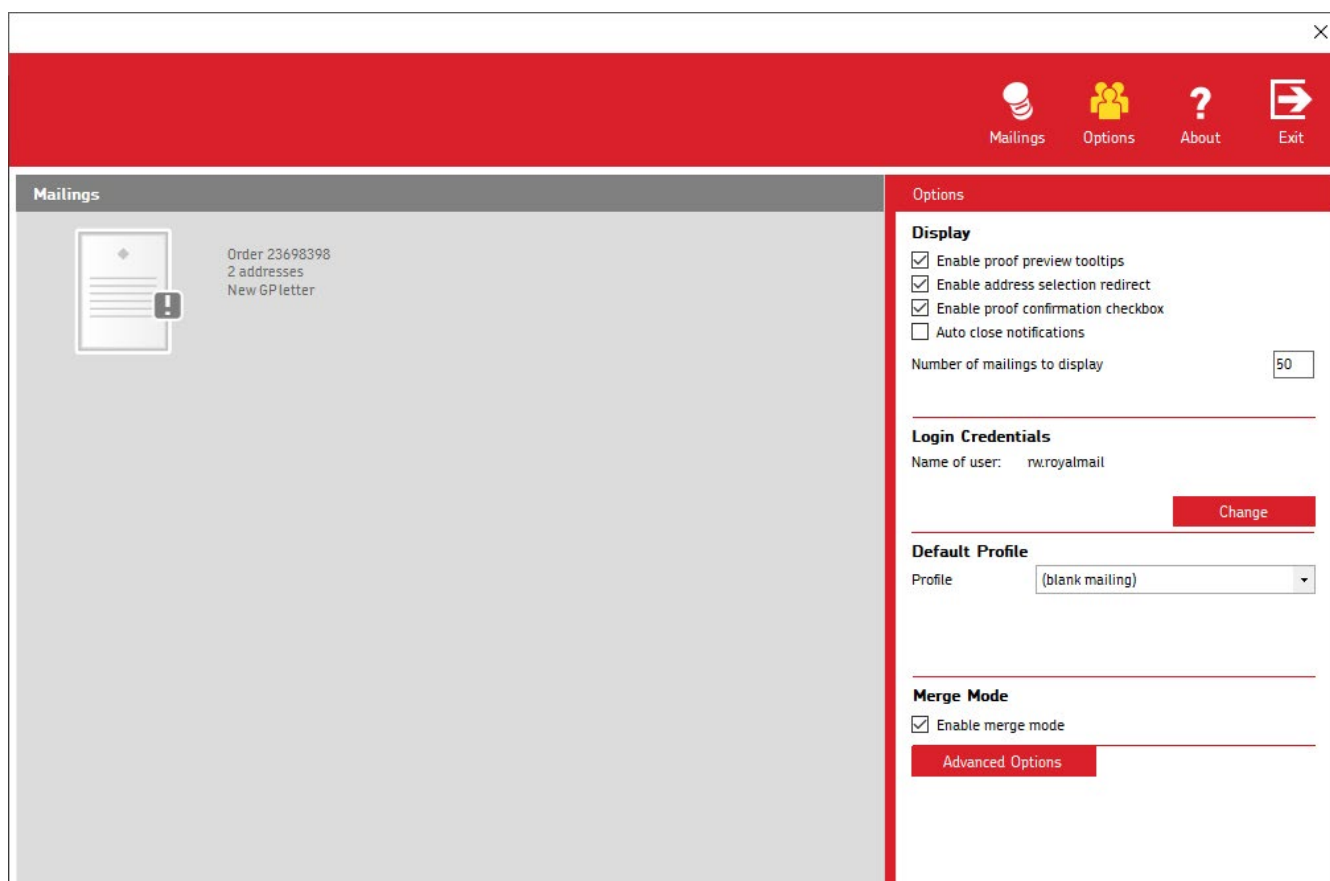 Mailings
Options
About
Exit
Mailings
Order 23698398
2 addresses
New GP letter
Options
Display
Enable proof preview tooltips
Enable address selection redirect
Enable proof confirmation checkbox
Auto close notifications
Number of mailings to display 50
Login Credentials
Name of user: rw.royalmail
Change
Default Profile
Profile (blank mailing)
Merge Mode
Enable merge mode
Advanced Options